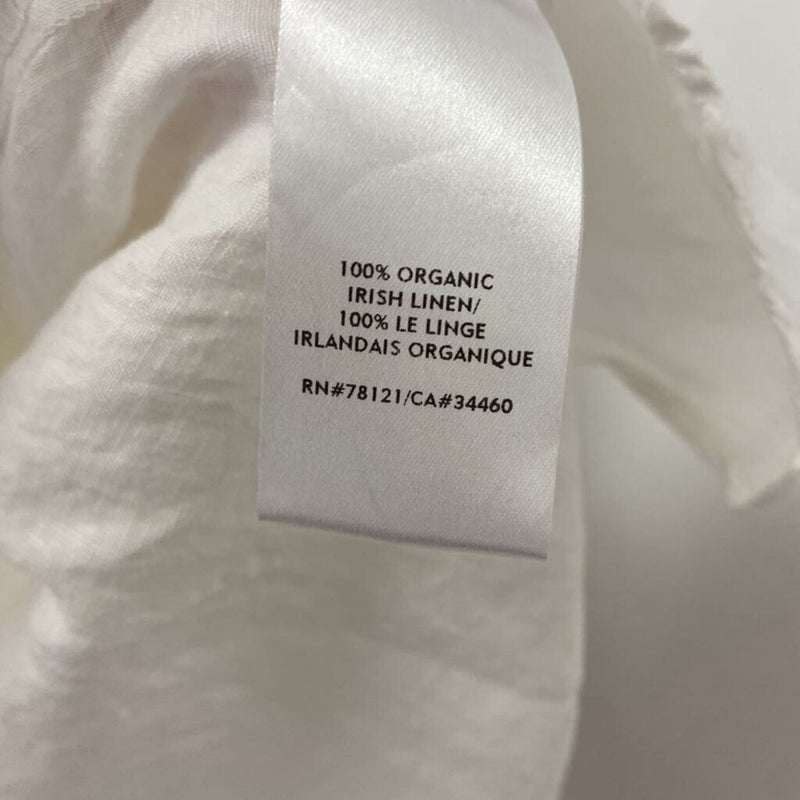 100% ORGANIC
IRISH LINEN/
100% LE LINGE
IRLANDAIS ORGANIQUE
RN#78121/CA#34460